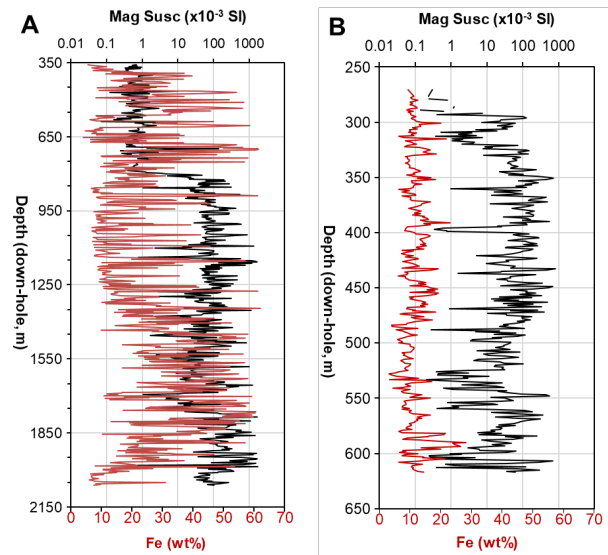 A
Mag Susc (x10-3 SI)
0.01 0.1 1 10 100 1000
350
650
950
1250
1550
1850
2150
Depth (down-hole, m)
0 10 20 30 40 50 60 70
Fe (wt%)
B
Mag Susc (x10-3 SI)
0.01 0.1 1 10 100 1000
250
300
350
400
450
500
550
600
650
Depth (down-hole, m)
0 10 20 30 40 50 60 70
Fe (wt%)